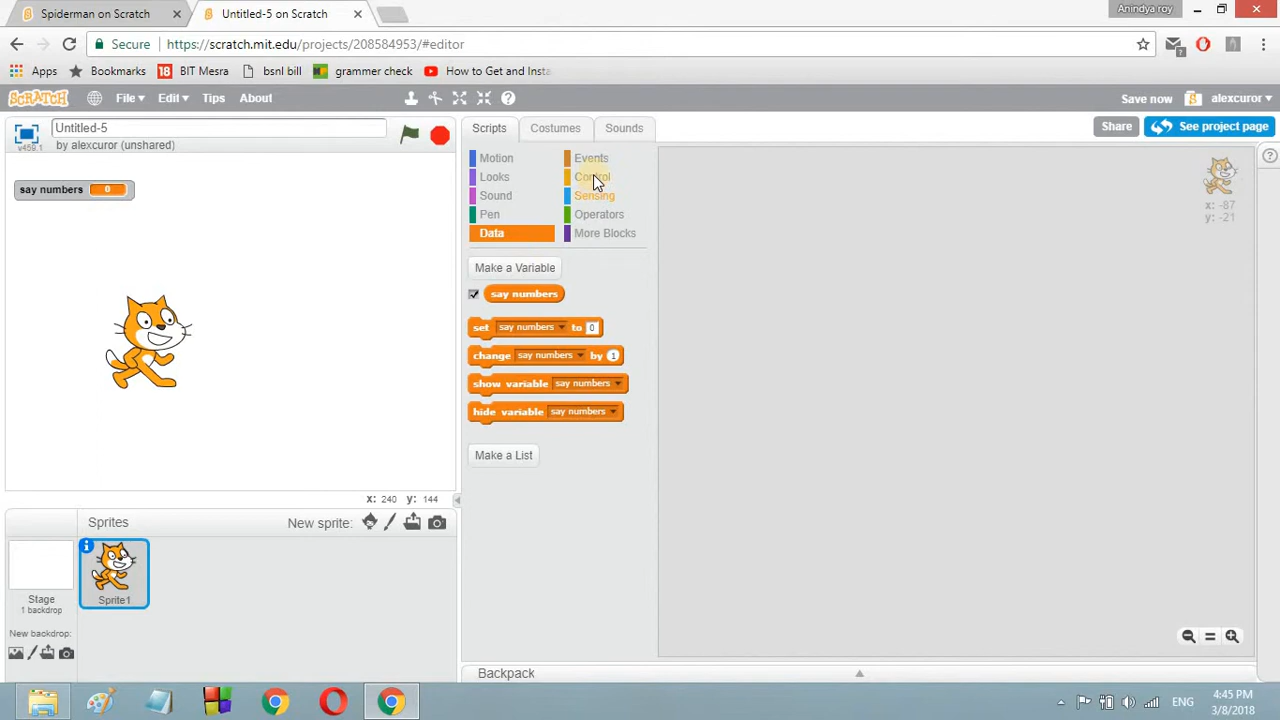 Anindya roy
Spiderman on Scratch
Untitled-5 on Scratch
Secure
https://scratch.mit.edu/projects/208584953/#editor
?
Apps
Bookmarks
18
BIT Mesra
bsnl bill
grammer check
How to Get and Insta
SCRATCH
File
Edit
Tips
About
?
Save now
alexcuror
v459.1
Untitled-5
by alexcuror (unshared)
Scripts
Costumes
Sounds
Share
See project page
?
say numbers 0
Motion
Events
Looks
Control
Sound
Sensing
Pen
Operators
Data
More Blocks
x: -87
y: -21
Make a Variable
say numbers
set say numbers to 0
change say numbers by 1
show variable say numbers
hide variable say numbers
Make a List
x: 240 y: 144
Sprites
New sprite:
i
Stage
1 backdrop
Sprite1
New backdrop:
Backpack
ENG
4:45 PM
3/8/2018